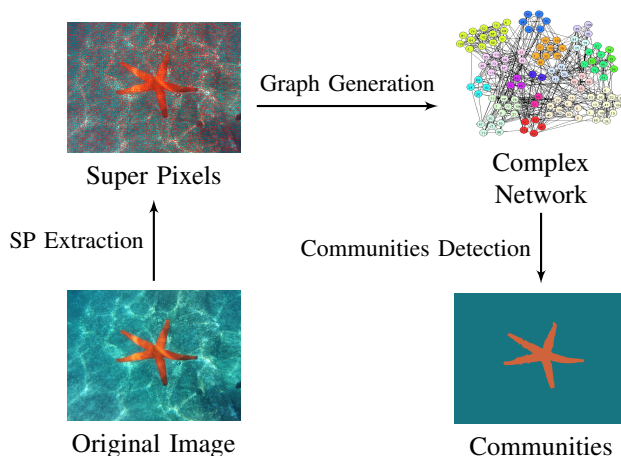 Graph Generation
Super Pixels
Complex
Network
SP Extraction
Communities Detection
Original Image
Communities